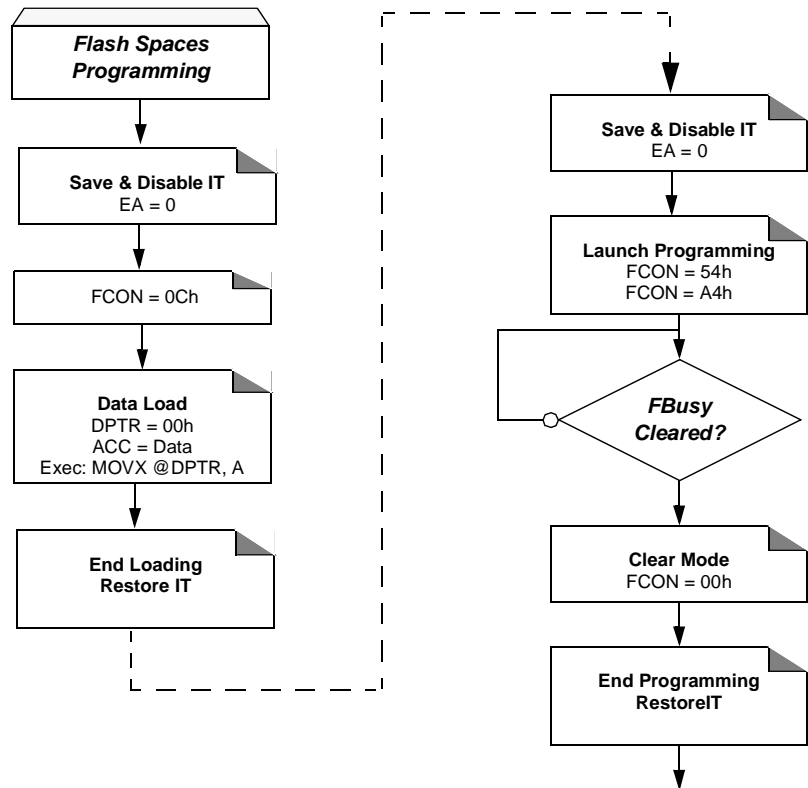 Flash Spaces
Programming
Save & Disable IT
EA = 0
FCON = 0Ch
Data Load
DPTR = 00h
ACC = Data
Exec: MOVX @DPTR, A
End Loading
Restore IT
Save & Disable IT
EA = 0
Launch Programming
FCON = 54h
FCON = A4h
FBusy
Cleared?
Clear Mode
FCON = 00h
End Programming
RestoreIT